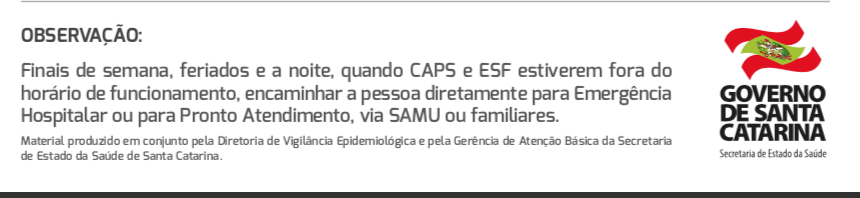 OBSERVAÇÃO:
Finais de semana, feriados e a noite, quando CAPS e ESF estiverem fora do
horário de funcionamento, encaminhar a pessoa diretamente para Emergência
Hospitalar ou para Pronto Atendimento, via SAMU ou familiares.
Material produzido em conjunto pela Diretoria de Vigilância Epidemiológica e pela Gerência de Atenção Básica da Secretaria
de Estado da Saúde de Santa Catarina.
GOVERNO
DE SANTA
CATARINA
Secretaria de Estado da Saúde